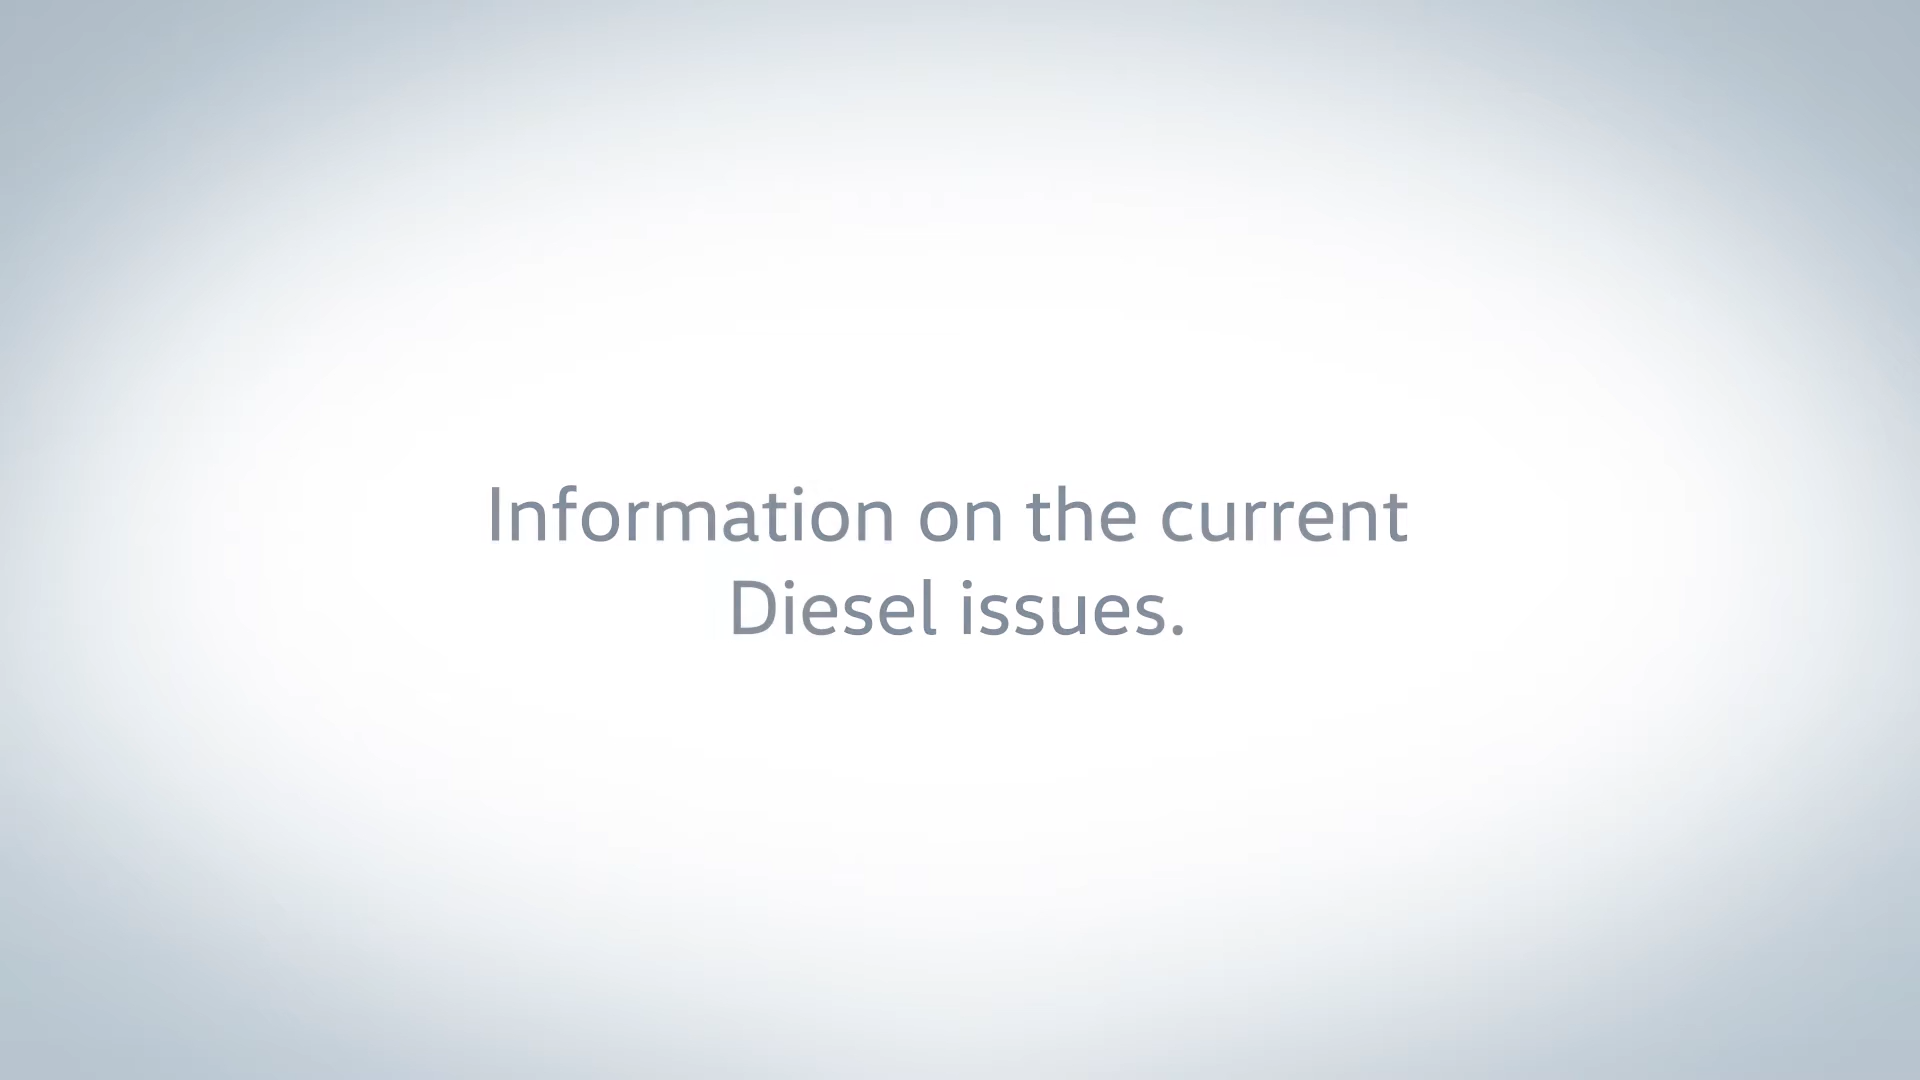 Information on the current
Diesel issues.